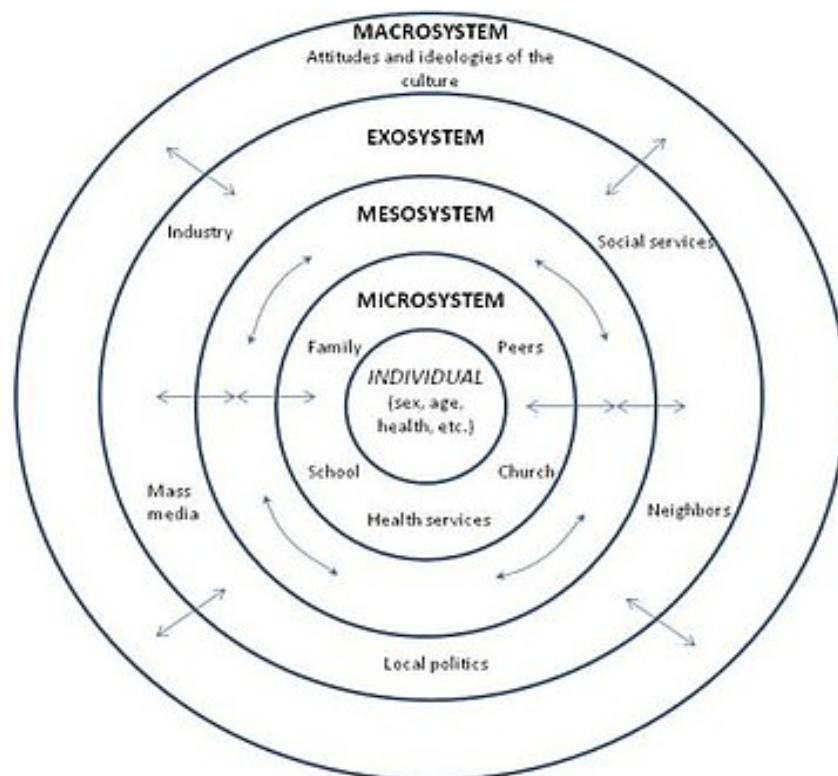 MACROSYSTEM
Attitudes and ideologies of the
culture
EXOSYSTEM
MESOSYSTEM
Industry
Social services
MICROSYSTEM
Family
Peers
INDIVIDUAL
{sex, age,
health, etc.}
School
Church
Mass
media
Health services
Neighbors
Local politics